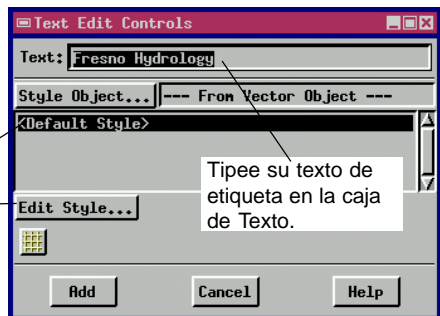 Text Edit Controls
Text: Fresno Hydrology
Style Object... --- From Vector Object ---
<Default Style>
Tipee su texto de
etiqueta en la caja
de Texto.
Edit Style...
Add Cancel Help